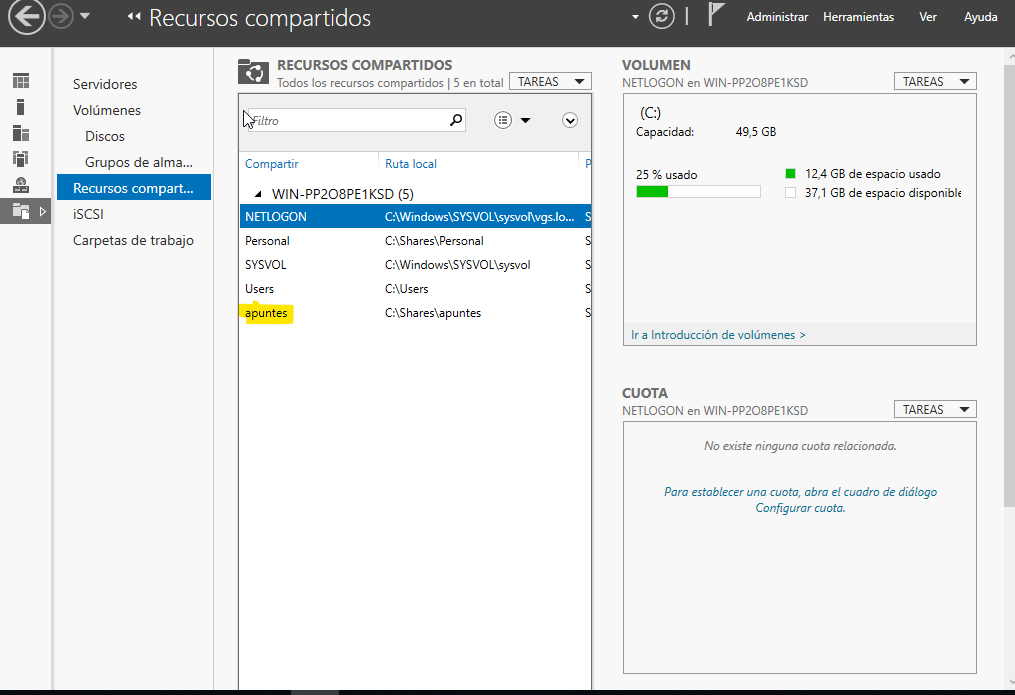 Recursos compartidos
Administrar Herramientas Ver Ayuda
Servidores
Volúmenes
Discos
Grupos de alma...
Recursos compart...
iSCSI
Carpetas de trabajo
RECURSOS COMPARTIDOS
Todos los recursos compartidos | 5 en total
TAREAS
Filtro
Compartir Ruta local P
WIN-PP2O8PE1KSD (5)
NETLOGON C:\Windows\SYSVOL\sysvol\vgs.lo... S
Personal C:\Shares\Personal S
SYSVOL C:\Windows\SYSVOL\sysvol S
Users C:\Users S
apuntes C:\Shares\apuntes S
VOLUMEN
NETLOGON en WIN-PP2O8PE1KSD
TAREAS
(C:)
Capacidad: 49,5 GB
25 % usado
12,4 GB de espacio usado
37,1 GB de espacio disponible
Ir a Introducción de volúmenes >
CUOTA
NETLOGON en WIN-PP2O8PE1KSD
TAREAS
No existe ninguna cuota relacionada.
Para establecer una cuota, abra el cuadro de diálogo
Configurar cuota.